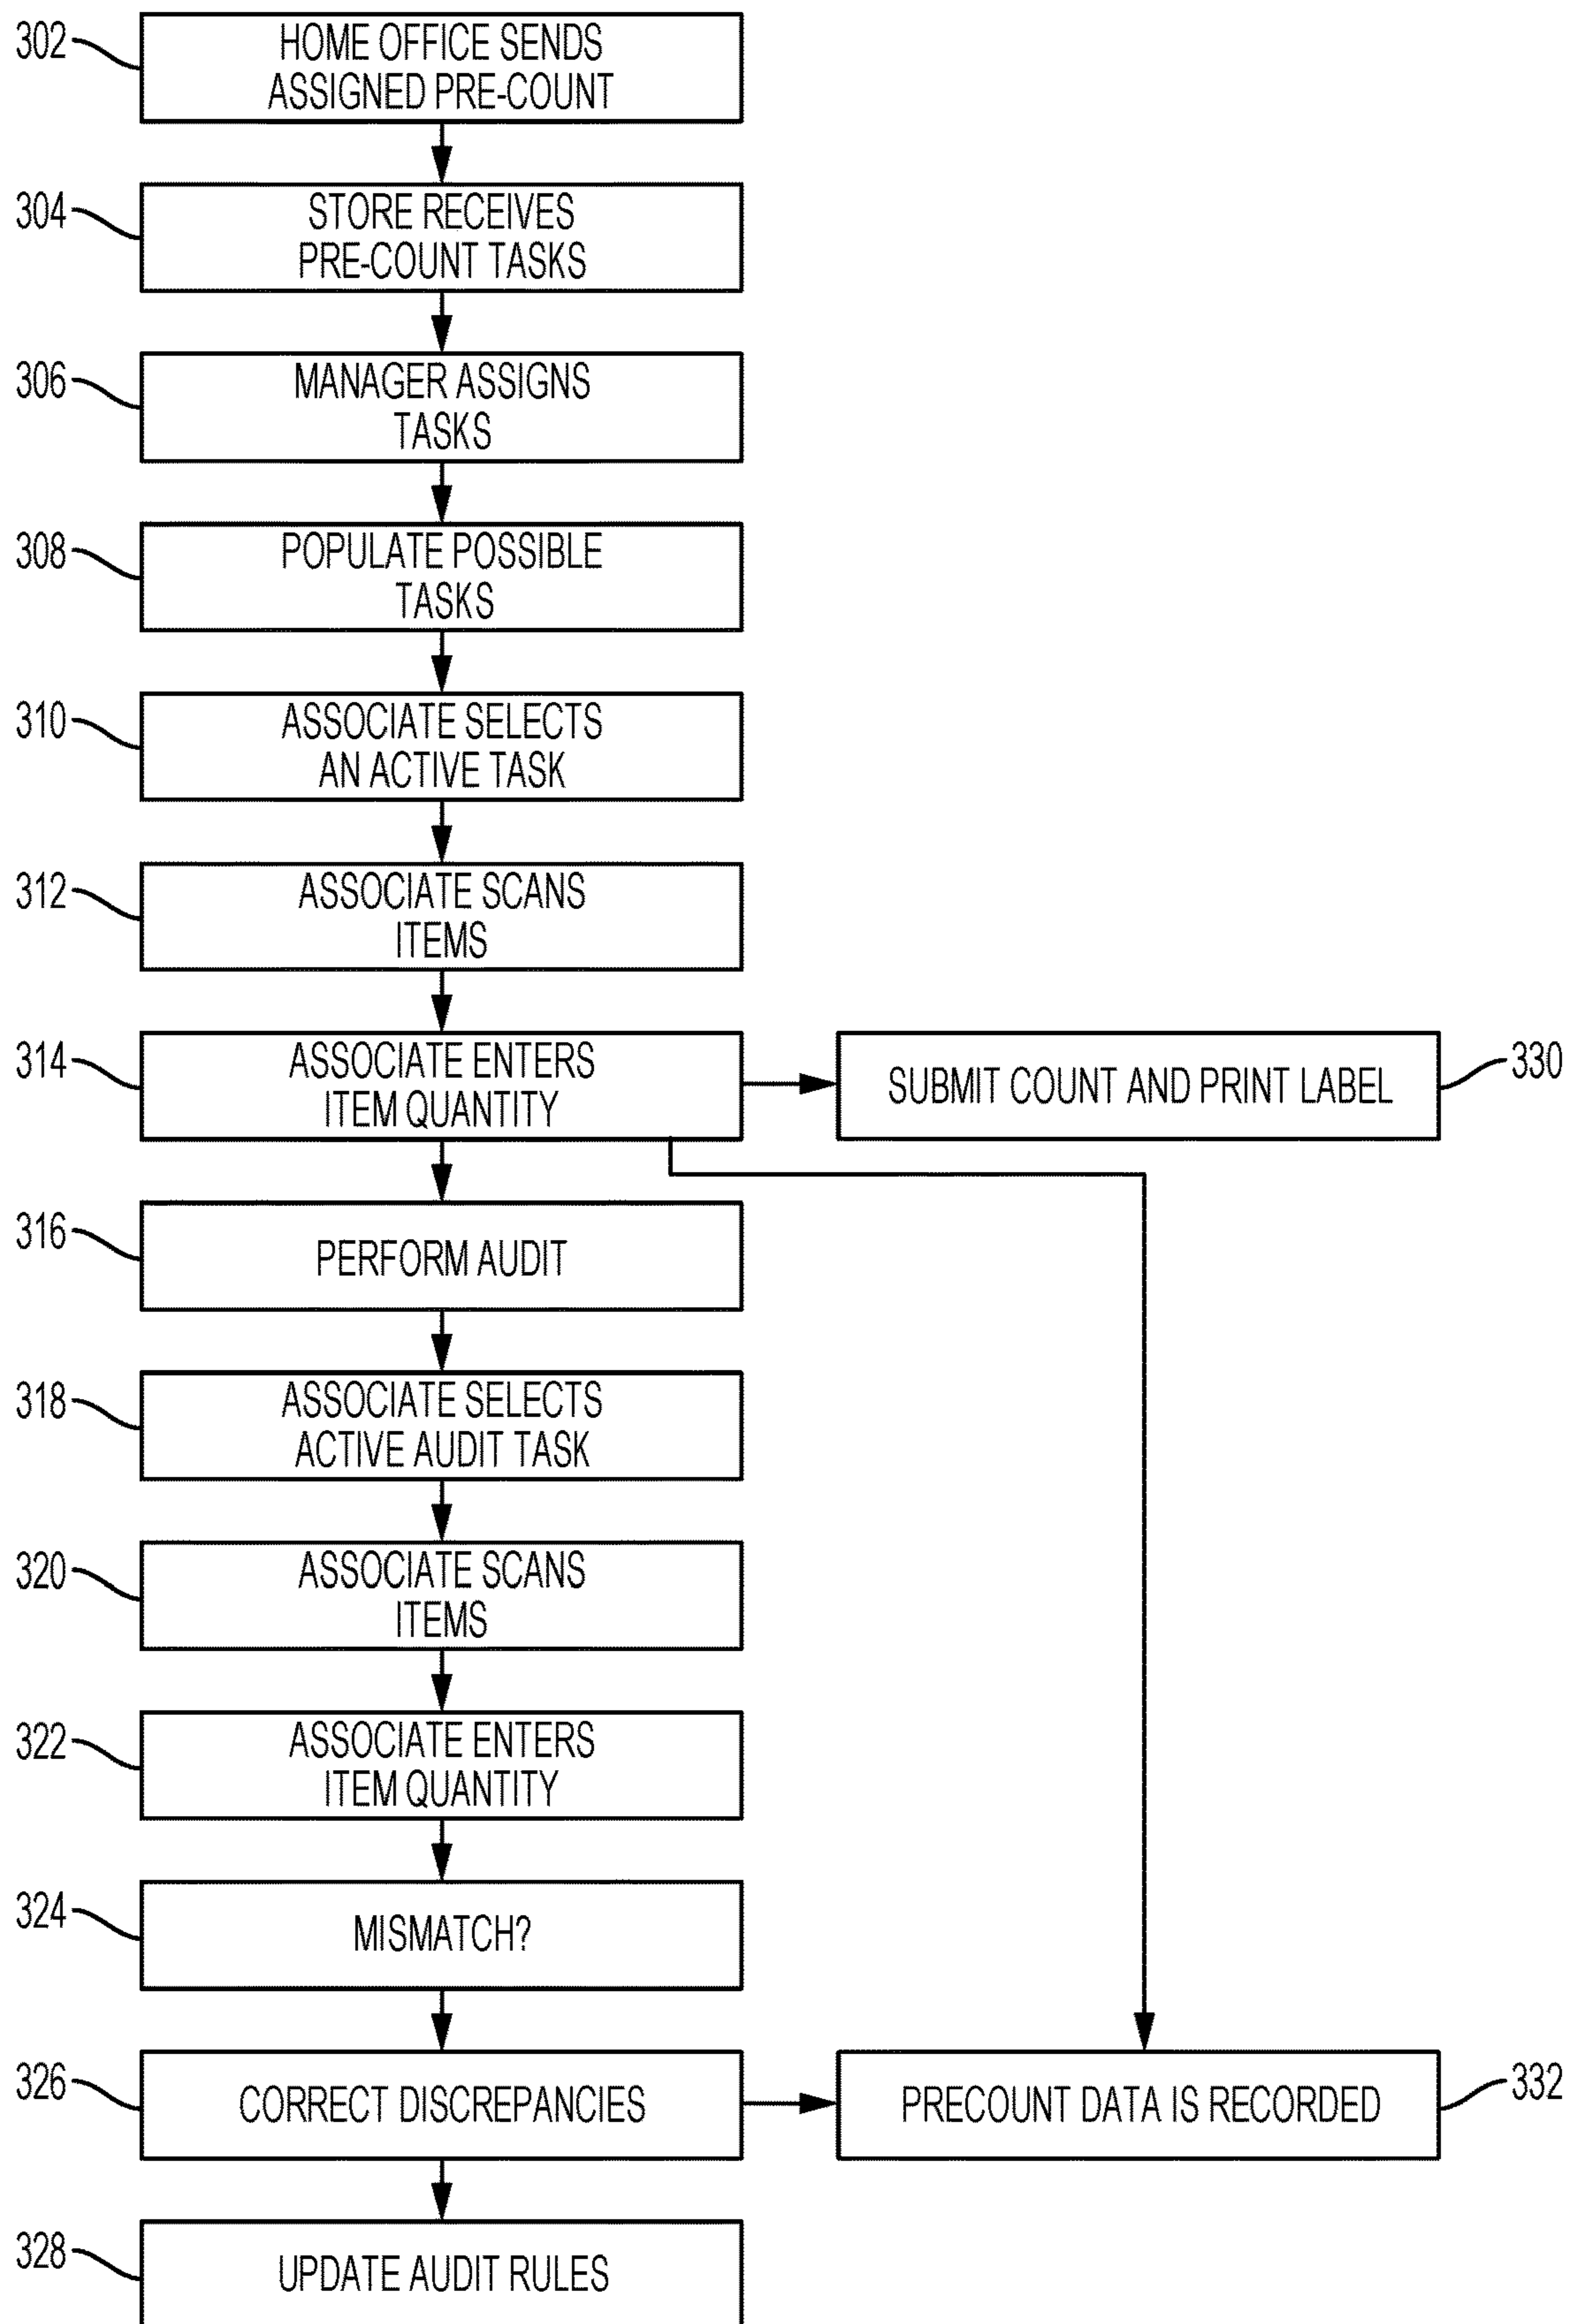 302
HOME OFFICE SENDS
ASSIGNED PRE-COUNT
304
STORE RECEIVES
PRE-COUNT TASKS
306
MANAGER ASSIGNS
TASKS
308
POPULATE POSSIBLE
TASKS
310
ASSOCIATE SELECTS
AN ACTIVE TASK
312
ASSOCIATE SCANS
ITEMS
314
ASSOCIATE ENTERS
ITEM QUANTITY
SUBMIT COUNT AND PRINT LABEL
330
316
PERFORM AUDIT
318
ASSOCIATE SELECTS
ACTIVE AUDIT TASK
320
ASSOCIATE SCANS
ITEMS
322
ASSOCIATE ENTERS
ITEM QUANTITY
324
MISMATCH?
326
CORRECT DISCREPANCIES
PRECOUNT DATA IS RECORDED
332
328
UPDATE AUDIT RULES